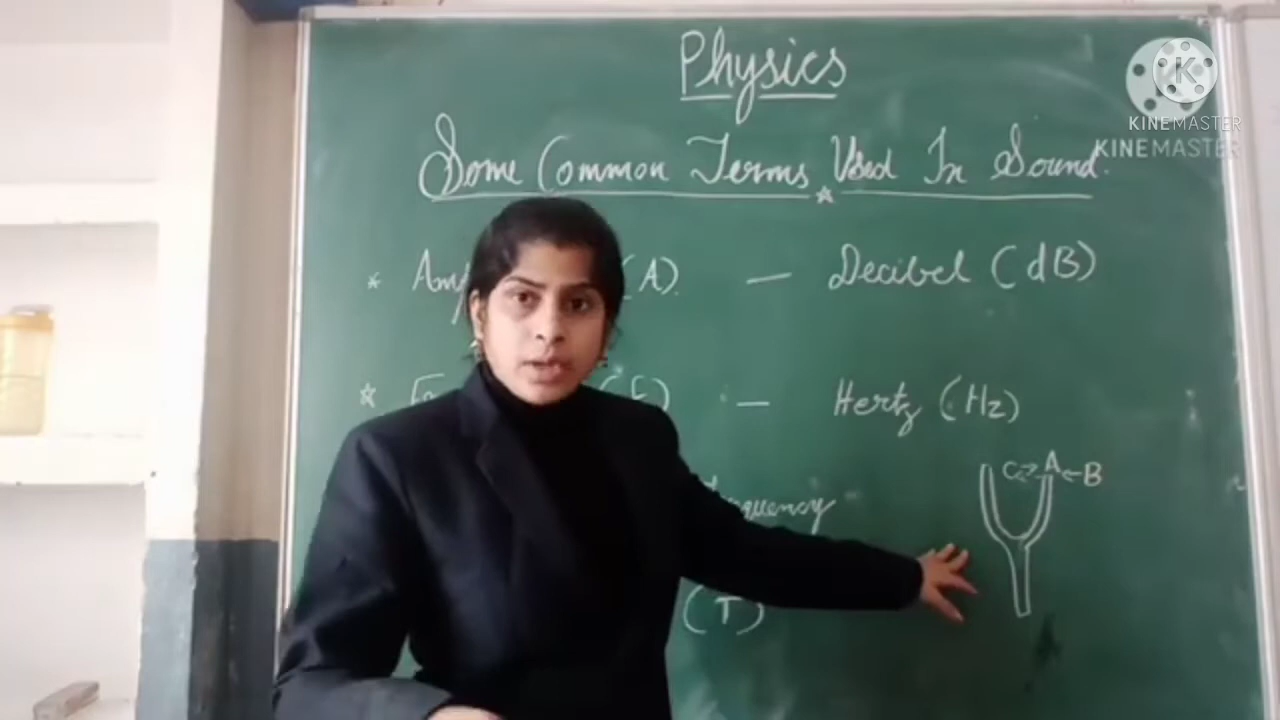 Physics
Some Common Terms Used In Sound.
(A). — Decibel (dB)
— Hertz (Hz)
C A B
(T)
K
KINEMASTER
KINEMASTER